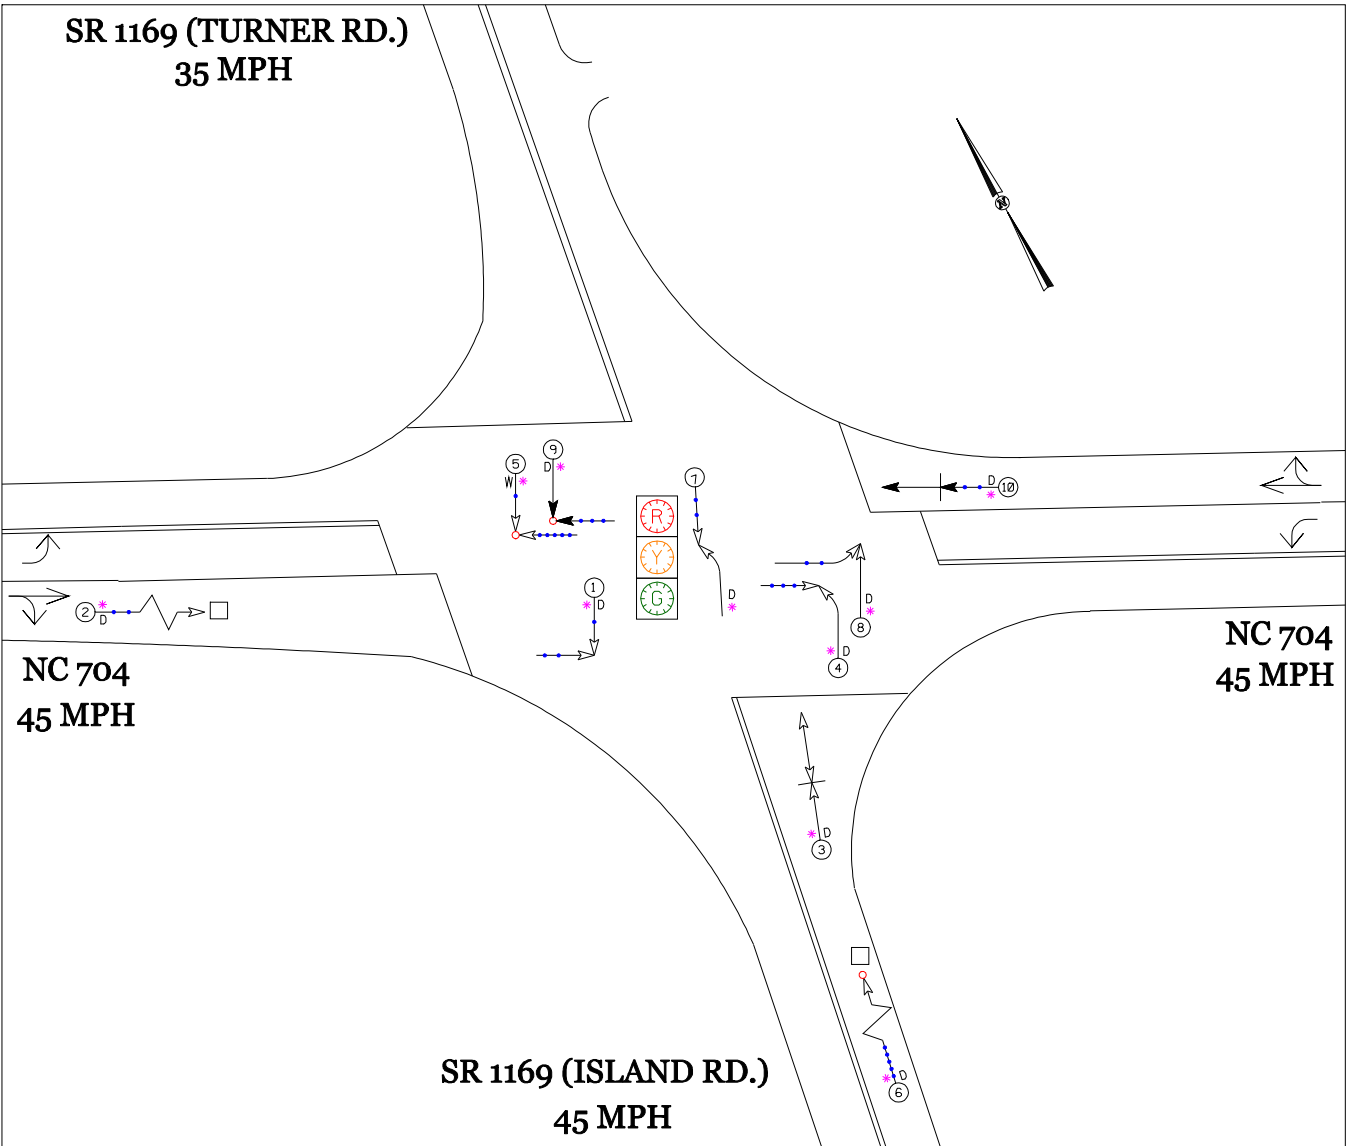 SR 1169 (TURNER RD.)
35 MPH
N
9
D *
5
W *
7
R
D
* 10
Y
1
* D
G
D
*
D
*
8
* 
2
D
* D
4
NC 704
45 MPH
NC 704
45 MPH
* D
3
* D
6
SR 1169 (ISLAND RD.)
45 MPH